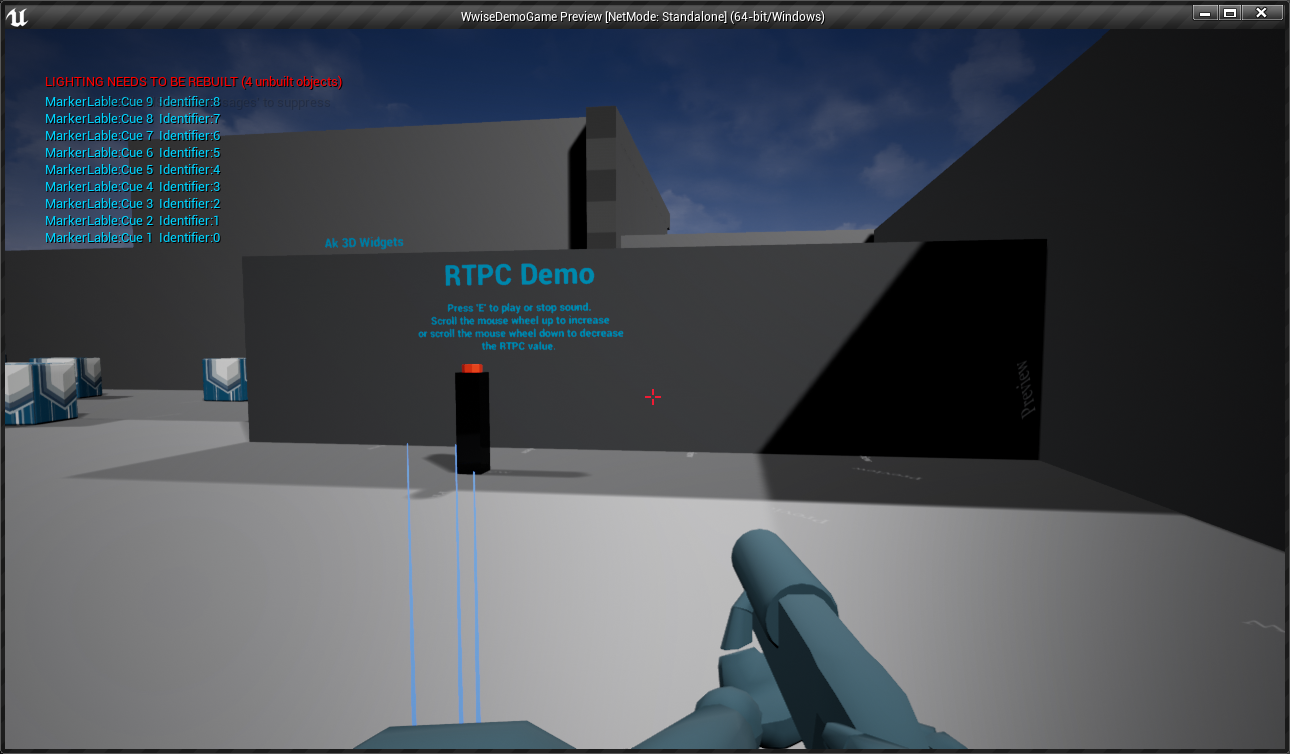 WwiseDemoGame Preview [NetMode: Standalone] (64-bit/Windows)
LIGHTING NEEDS TO BE REBUILT (4 unbuilt objects)
MarkerLable:Cue 9 Identifier:8
to suppress
MarkerLable:Cue 8 Identifier:7
MarkerLable:Cue 7 Identifier:6
MarkerLable:Cue 6 Identifier:5
MarkerLable:Cue 5 Identifier:4
MarkerLable:Cue 4 Identifier:3
MarkerLable:Cue 3 Identifier:2
MarkerLable:Cue 2 Identifier:1
MarkerLable:Cue 1 Identifier:0
Ak 3D Widgets
RTPC Demo
Press 'E' to play or stop sound.
Scroll the mouse wheel up to increase
or scroll the mouse wheel down to decrease
the RTPC value.
Preview